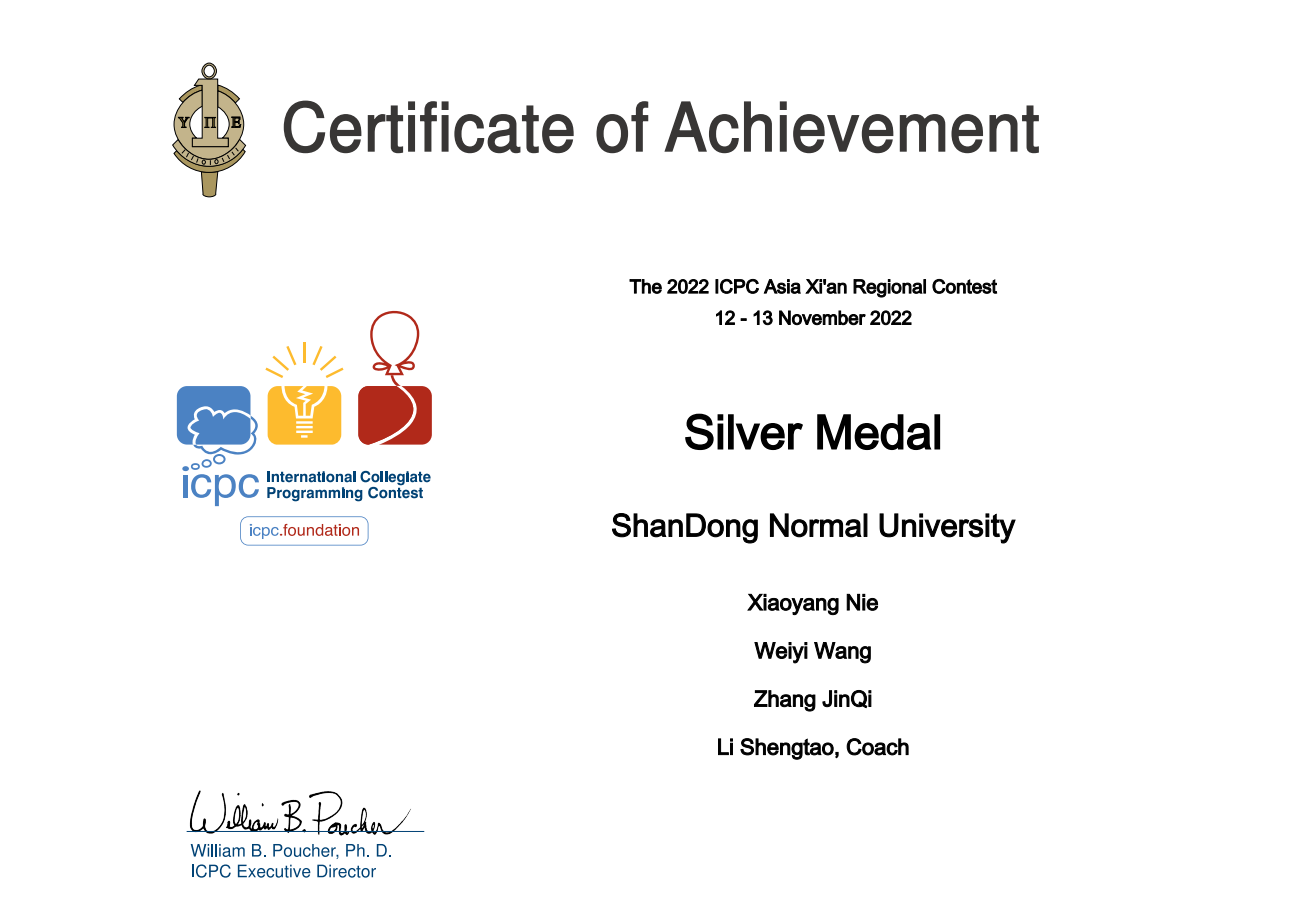 Υ Π Ε
11110101111
Certificate of Achievement
The 2022 ICPC Asia Xi'an Regional Contest
12 - 13 November 2022
Silver Medal
ShanDong Normal University
Xiaoyang Nie
Weiyi Wang
Zhang JinQi
Li Shengtao, Coach
icpc International Collegiate
Programming Contest
icpc.foundation
William B. Poucher
William B. Poucher, Ph. D.
ICPC Executive Director